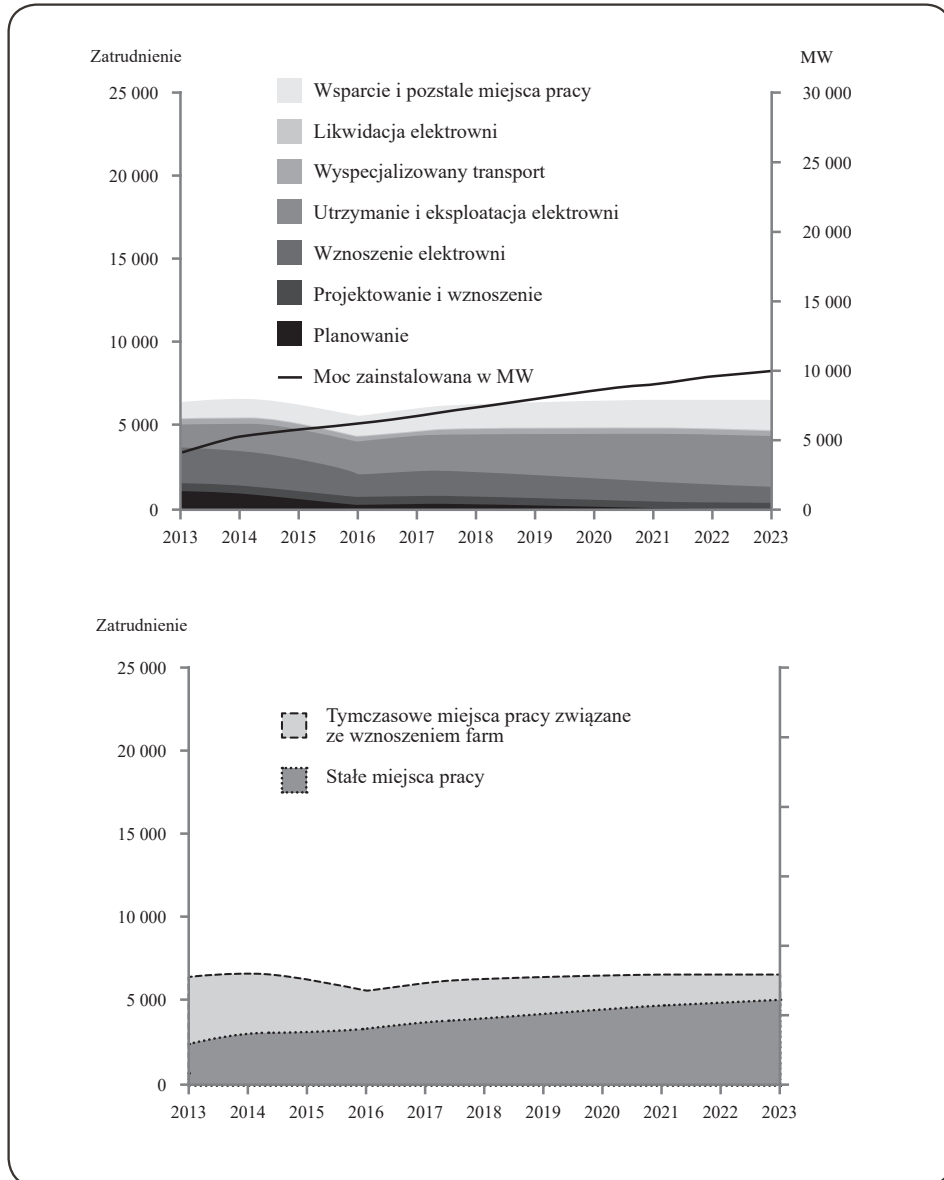 Zatrudnienie
MW
25 000
20 000
15 000
10 000
5 000
0
Wsparcie i pozstale miejsca pracy
Likwidacja elektrowni
Wyspecjalizowany transport
Utrzymanie i eksploatacja elektrowni
Wznoszenie elektrowni
Projektowanie i wznoszenie
Planowanie
Moc zainstalowana w MW
30 000
25 000
20 000
15 000
10 000
5 000
0
2013 2014 2015 2016 2017 2018 2019 2020 2021 2022 2023
Zatrudnienie
25 000
20 000
15 000
10 000
5 000
0
Tymczasowe miejsca pracy związane
ze wznoszeniem farm
Stałe miejsca pracy
2013 2014 2015 2016 2017 2018 2019 2020 2021 2022 2023